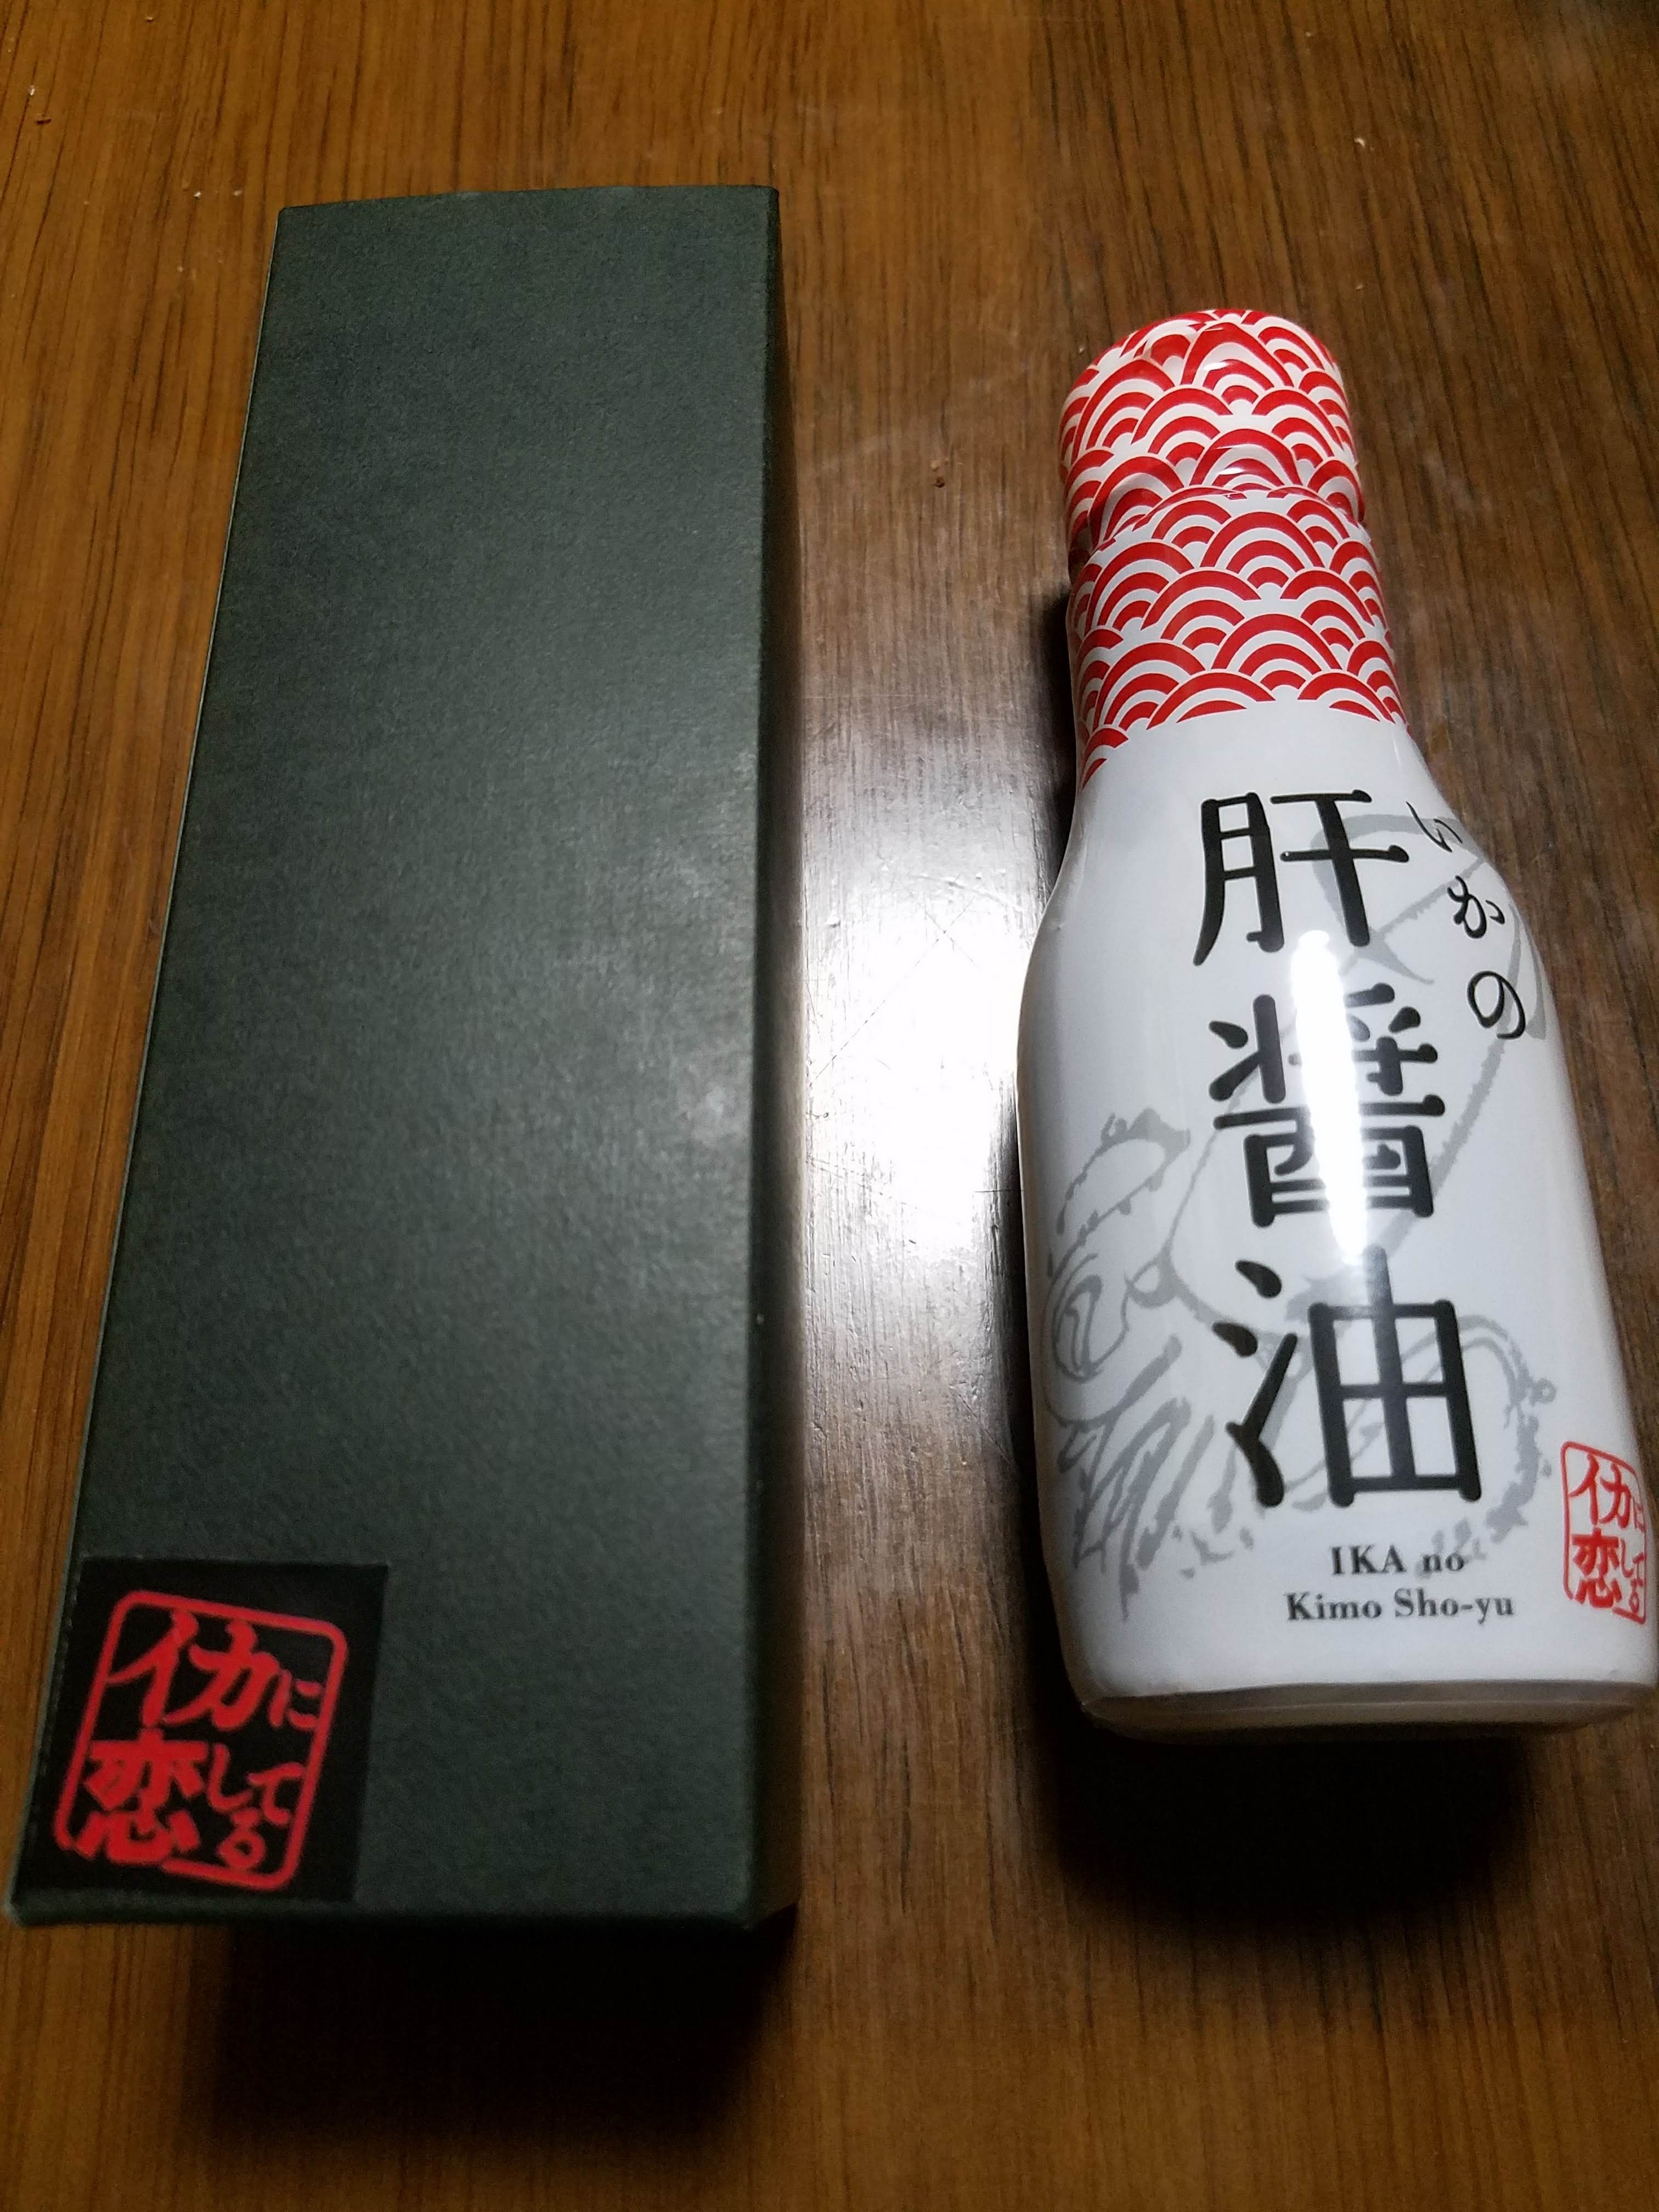 イカに
恋してる
いかの
肝醤油
IKA no
Kimo Sho-yu
イカに
恋してる